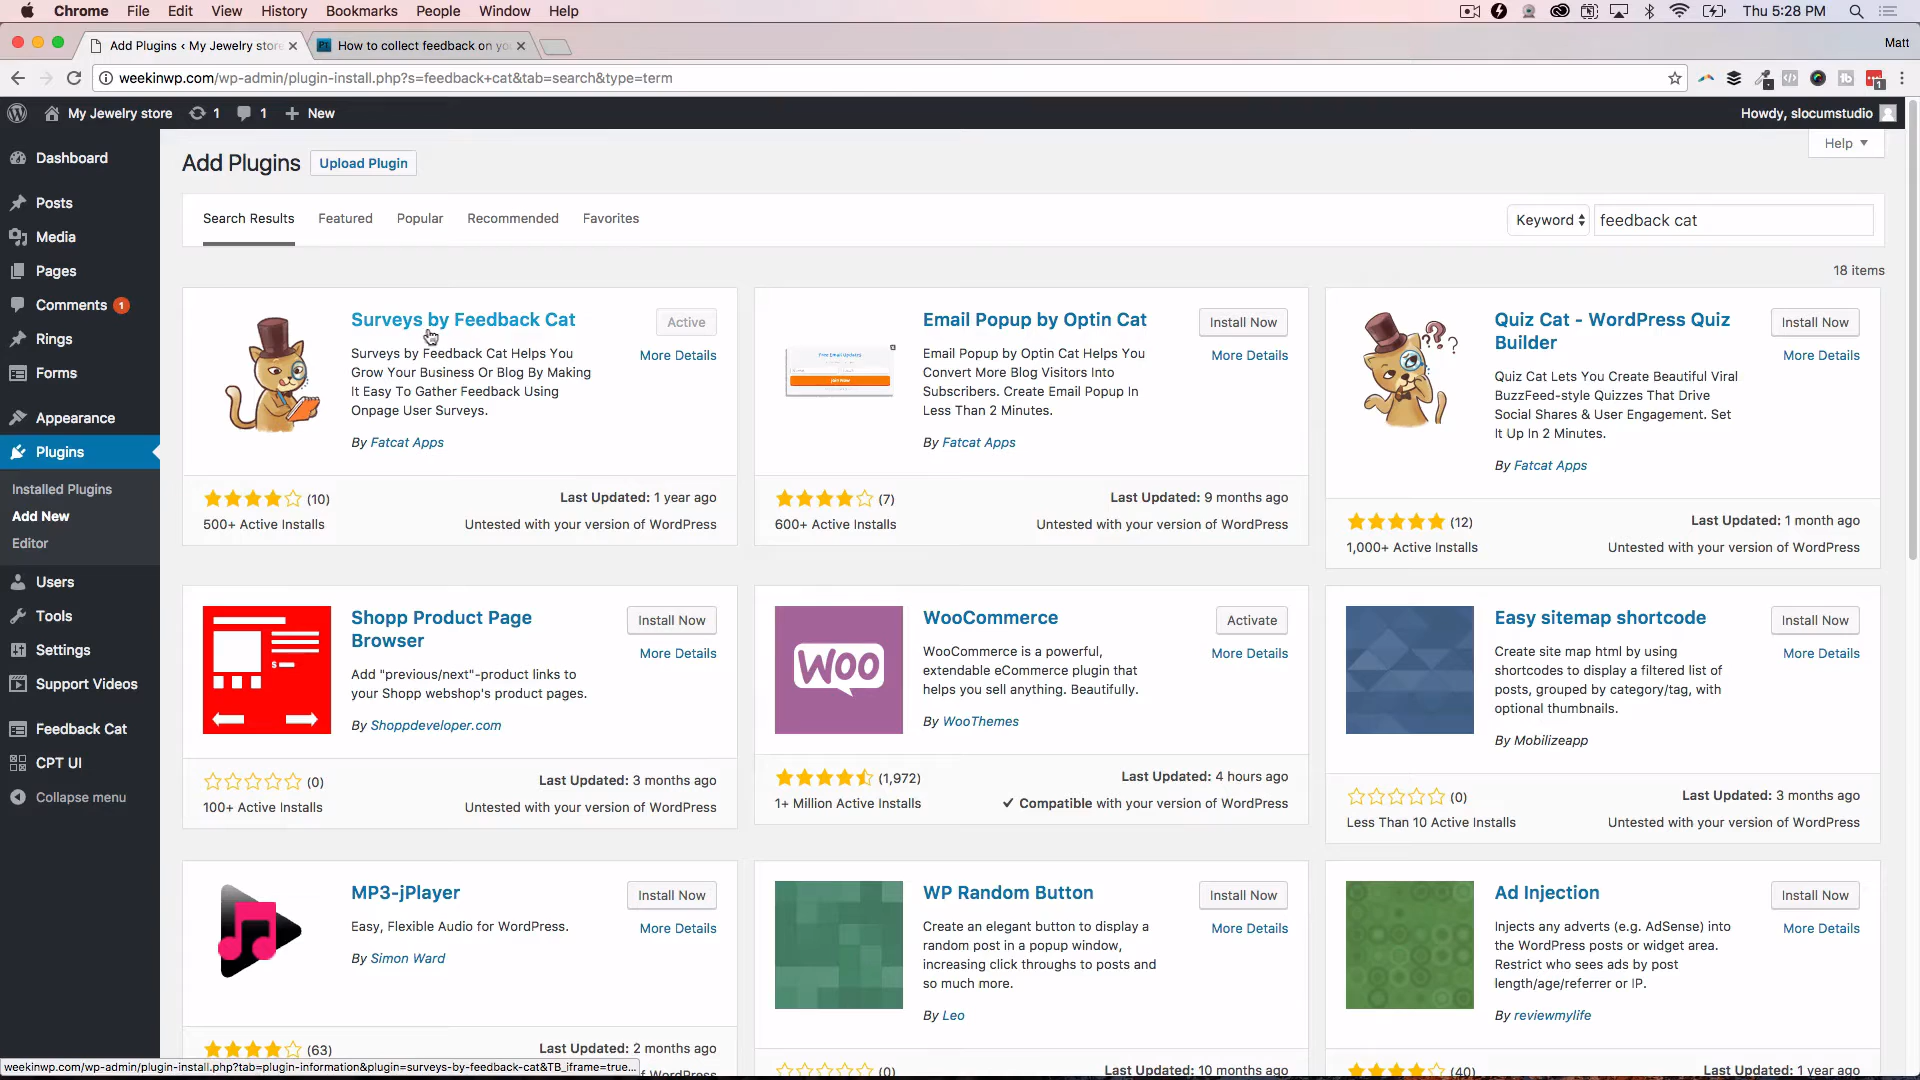 Chrome File Edit View History Bookmarks People Window Help Thu 5:28 PM
Add Plugins ‹ My Jewelry store How to collect feedback on yo Matt
weekinwp.com/wp-admin/plugin-install.php?s=feedback+cat&tab=search&type=term
My Jewelry store 1 1 New Howdy, slocumstudio
Dashboard
Posts
Media
Pages
Comments 1
Rings
Forms
Appearance
Plugins
Installed Plugins
Add New
Editor
Users
Tools
Settings
Support Videos
Feedback Cat
CPT UI
Collapse menu
Add Plugins Upload Plugin Help
Search Results Featured Popular Recommended Favorites Keyword feedback cat
18 items
Surveys by Feedback Cat
Active
More Details
Surveys by Feedback Cat Helps You
Grow Your Business Or Blog By Making
It Easy To Gather Feedback Using
Onpage User Surveys.
By Fatcat Apps
(10) Last Updated: 1 year ago
500+ Active Installs Untested with your version of WordPress
Email Popup by Optin Cat
Install Now
More Details
Email Popup by Optin Cat Helps You
Convert More Blog Visitors Into
Subscribers. Create Email Popup In
Less Than 2 Minutes.
By Fatcat Apps
(7) Last Updated: 9 months ago
600+ Active Installs Untested with your version of WordPress
Quiz Cat - WordPress Quiz
Builder
Install Now
More Details
Quiz Cat Lets You Create Beautiful Viral
BuzzFeed-style Quizzes That Drive
Social Shares & User Engagement. Set
It Up In 2 Minutes.
By Fatcat Apps
(12) Last Updated: 1 month ago
1,000+ Active Installs Untested with your version of WordPress
Shopp Product Page
Browser
Install Now
More Details
Add "previous/next"-product links to
your Shopp webshop's product pages.
By Shoppdeveloper.com
(0) Last Updated: 3 months ago
100+ Active Installs Untested with your version of WordPress
WOO
WooCommerce
Activate
More Details
WooCommerce is a powerful,
extendable eCommerce plugin that
helps you sell anything. Beautifully.
By WooThemes
(1,972) Last Updated: 4 hours ago
1+ Million Active Installs Compatible with your version of WordPress
Easy sitemap shortcode
Install Now
More Details
Create site map html by using
shortcodes to display a filtered list of
posts, grouped by category/tag, with
optional thumbnails.
By Mobilizeapp
(0) Last Updated: 3 months ago
Less Than 10 Active Installs Untested with your version of WordPress
MP3-jPlayer
Install Now
More Details
Easy, Flexible Audio for WordPress.
By Simon Ward
(63) Last Updated: 2 months ago
WP Random Button
Install Now
More Details
Create an elegant button to display a
random post in a popup window,
increasing click throughs to posts and
so much more.
By Leo
(0) Last Updated: 10 months ago
Ad Injection
Install Now
More Details
Injects any adverts (e.g. AdSense) into
the WordPress posts or widget area.
Restrict who sees ads by post
length/age/referrer or IP.
By reviewmylife
(40) Last Updated: 1 year ago
weekinwp.com/wp-admin/plugin-install.php?tab=plugin-information&plugin=surveys-by-feedback-cat&TB_iframe=true...